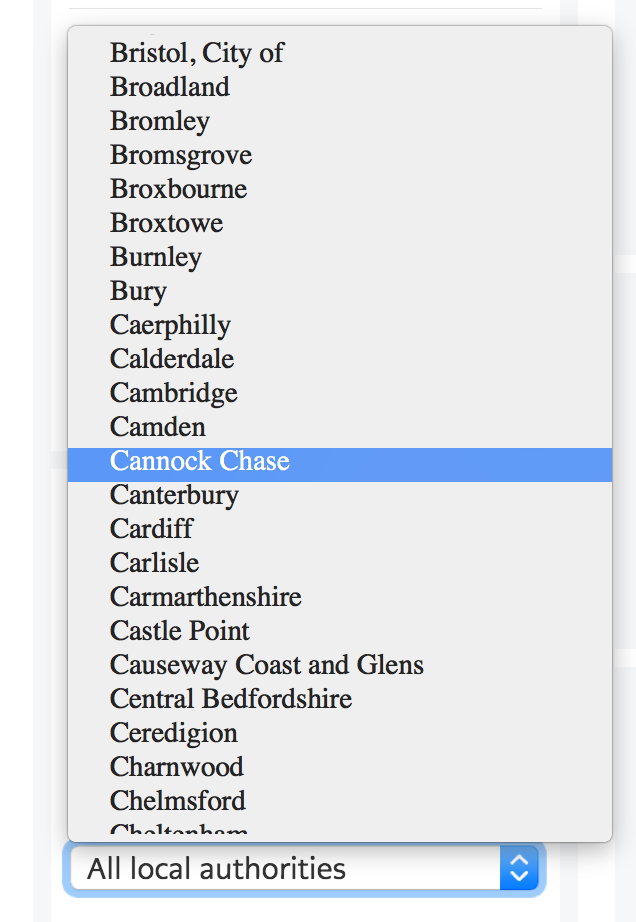 Bristol, City of
Broadland
Bromley
Bromsgrove
Broxbourne
Broxtowe
Burnley
Bury
Caerphilly
Calderdale
Cambridge
Camden
Cannock Chase
Canterbury
Cardiff
Carlisle
Carmarthenshire
Castle Point
Causeway Coast and Glens
Central Bedfordshire
Ceredigion
Charnwood
Chelmsford
Cheltenham
All local authorities